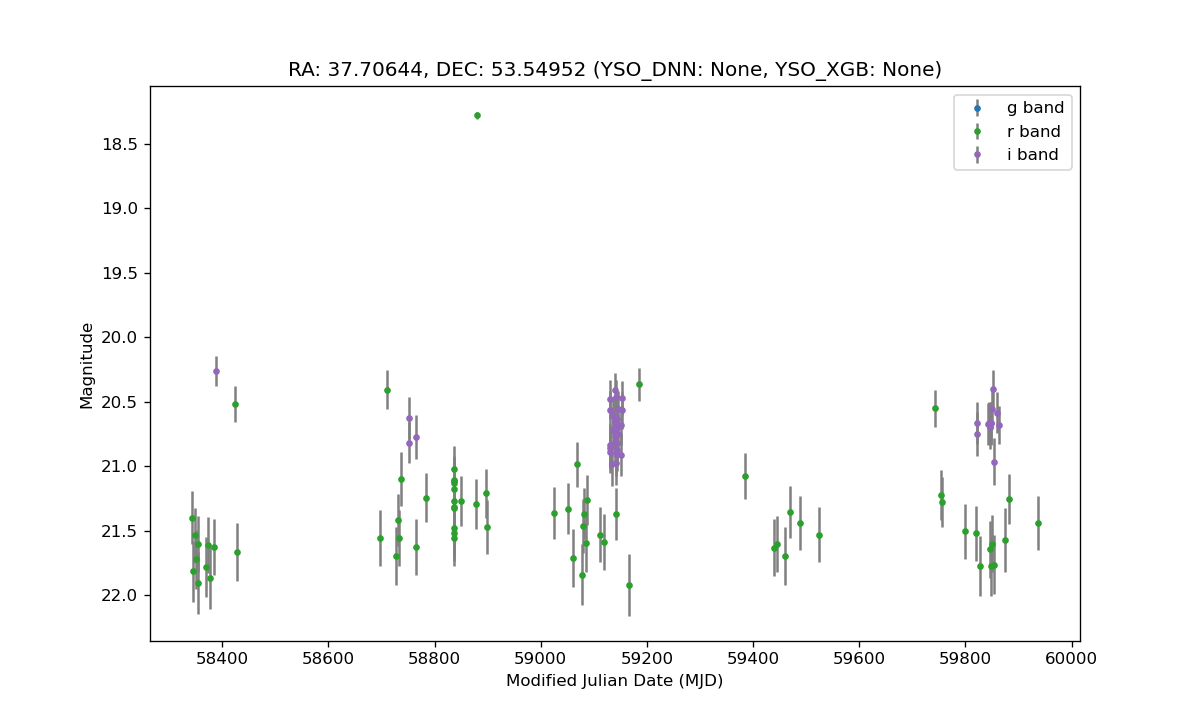 RA: 37.70644, DEC: 53.54952 (YSO_DNN: None, YSO_XGB: None)
g band
r band
i band
18.5
19.0
19.5
20.0
20.5
21.0
21.5
22.0
Magnitude
58400 58600 58800 59000 59200 59400 59600 59800 60000
Modified Julian Date (MJD)